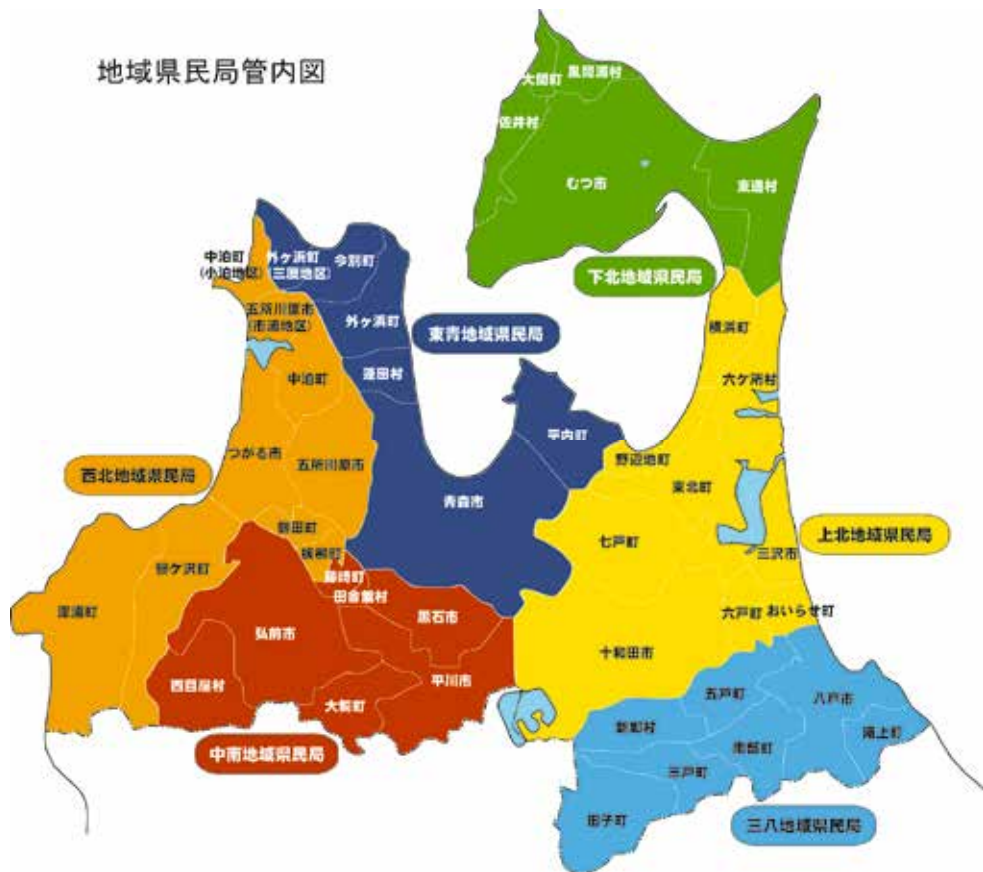 地域県民局管内図
大間町
風間浦村
佐井村
むつ市
東通村
下北地域県民局
中泊町
(小泊地区)
外ヶ浜町
(三厩地区)
今別町
五所川原市
(市浦地区)
外ヶ浜町
東青地域県民局
蓬田村
中泊町
横浜町
六ケ所村
平内町
つがる市
五所川原市
西北地域県民局
野辺地町
東北町
青森市
鶴田町
板柳町
七戸町
上北地域県民局
三沢市
鰺ケ沢町
藤崎町
田舎館村
深浦町
黒石市
六戸町
おいらせ町
弘前市
十和田市
平川市
西目屋村
大鰐町
五戸町
八戸市
新郷村
階上町
中南地域県民局
南部町
三戸町
田子町
三八地域県民局